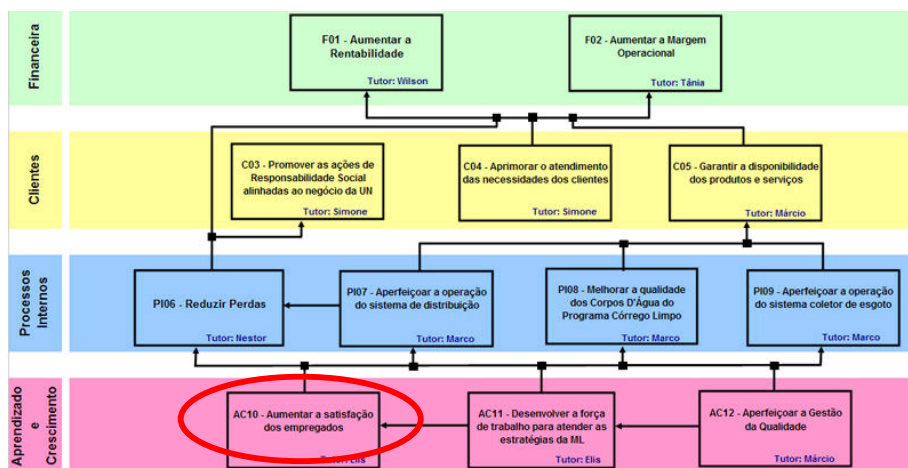 Financeira
F01 - Aumentar a
Rentabilidade
Tutor: Wilson
F02 - Aumentar a Margem
Operacional
Tutor: Tânia
Clientes
C03 - Promover as ações de
Responsabilidade Social
alinhadas ao negócio da UN
Tutor: Simone
C04 - Aprimorar o atendimento
das necessidades dos clientes
Tutor: Simone
C05 - Garantir a disponibilidade
dos produtos e serviços
Tutor: Márcio
Processos
Internos
PI06 - Reduzir Perdas
Tutor: Nestor
PI07 - Aperfeiçoar a operação
do sistema de distribuição
Tutor: Marco
PI08 - Melhorar a qualidade
dos Corpos D'Água do
Programa Córrego Limpo
Tutor: Marco
PI09 - Aperfeiçoar a operação
do sistema coletor de esgoto
Tutor: Marco
Aprendizado
e
Crescimento
AC10 - Aumentar a satisfação
dos empregados
Tutor: Elis
AC11 - Desenvolver a força
de trabalho para atender as
estratégias da ML
Tutor: Elis
AC12 - Aperfeiçoar a Gestão
da Qualidade
Tutor: Márcio